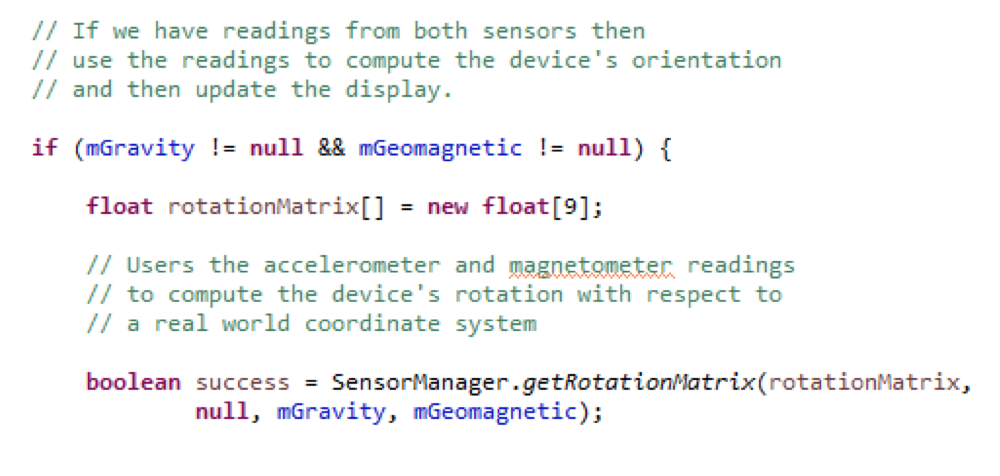 // If we have readings from both sensors then
// use the readings to compute the device's orientation
// and then update the display.
if (mGravity != null && mGeomagnetic != null) {
float rotationMatrix[] = new float[9];
// Users the accelerometer and magnetometer readings
// to compute the device's rotation with respect to
// a real world coordinate system
boolean success = SensorManager.getRotationMatrix(rotationMatrix,
null, mGravity, mGeomagnetic);